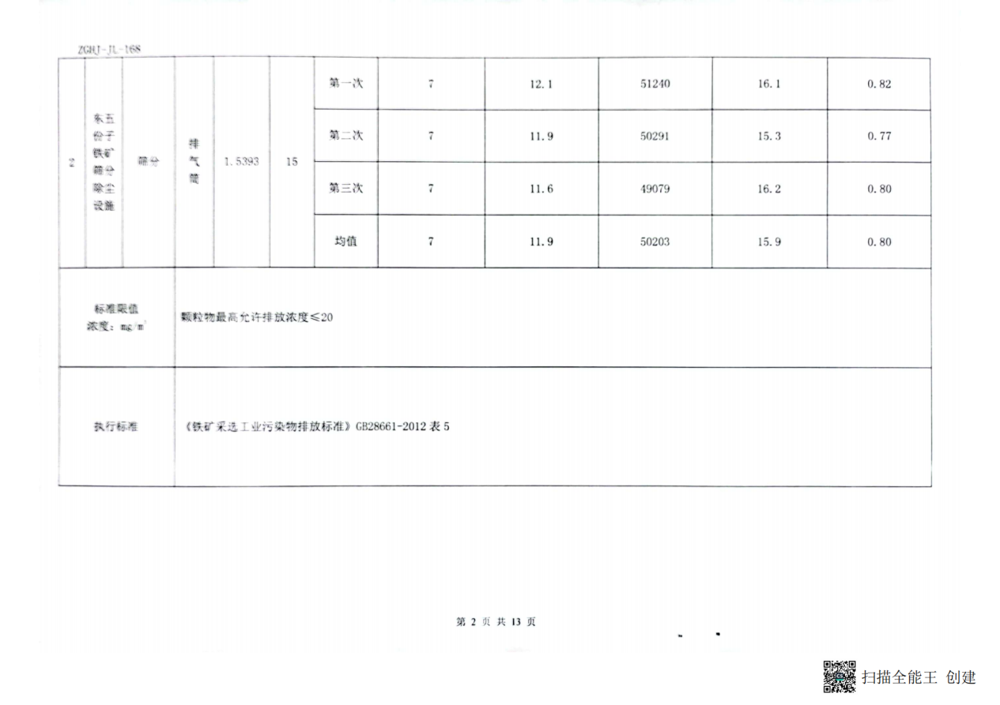 ZGHJ-JL-168
2
东五
份子
铁矿
筛分
除尘
设施
筛分
排
气
筒
1.5393
15
第一次 7 12.1 51240 16.1 0.82
第二次 7 11.9 50291 15.3 0.77
第三次 7 11.6 49079 16.2 0.80
均值 7 11.9 50203 15.9 0.80
标准限值
浓度：mg/m³
颗粒物最高允许排放浓度≤20
执行标准
《铁矿采选工业污染物排放标准》GB28661-2012 表 5
第 2 页 共 13 页
扫描全能王 创建